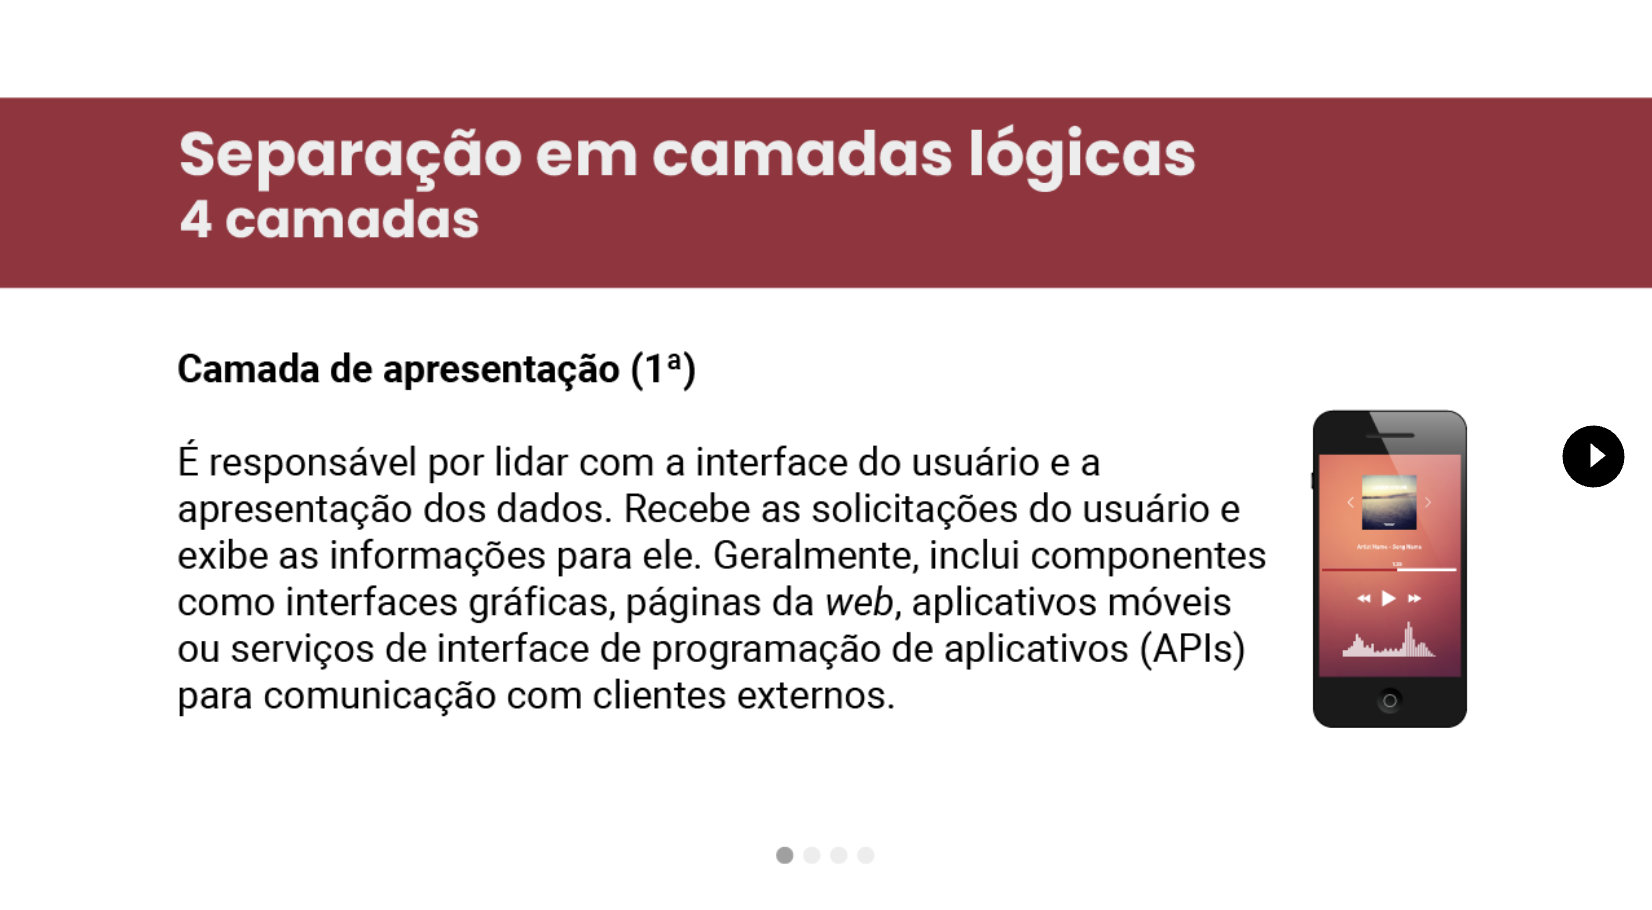 Separação em camadas lógicas
4 camadas
Camada de apresentação (1ª)
É responsável por lidar com a interface do usuário e a
apresentação dos dados. Recebe as solicitações do usuário e
exibe as informações para ele. Geralmente, inclui componentes
como interfaces gráficas, páginas da web, aplicativos móveis
ou serviços de interface de programação de aplicativos (APIs)
para comunicação com clientes externos.
Artist Name - Song Name